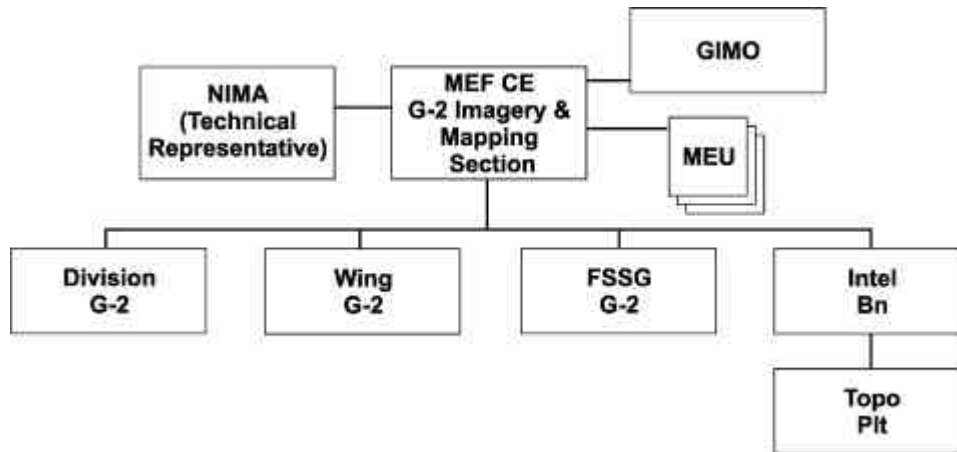 GIMO
NIMA
(Technical
Representative)
MEF CE
G-2 Imagery &
Mapping
Section
MEU
Division
G-2
Wing
G-2
FSSG
G-2
Intel
Bn
Topo
Plt